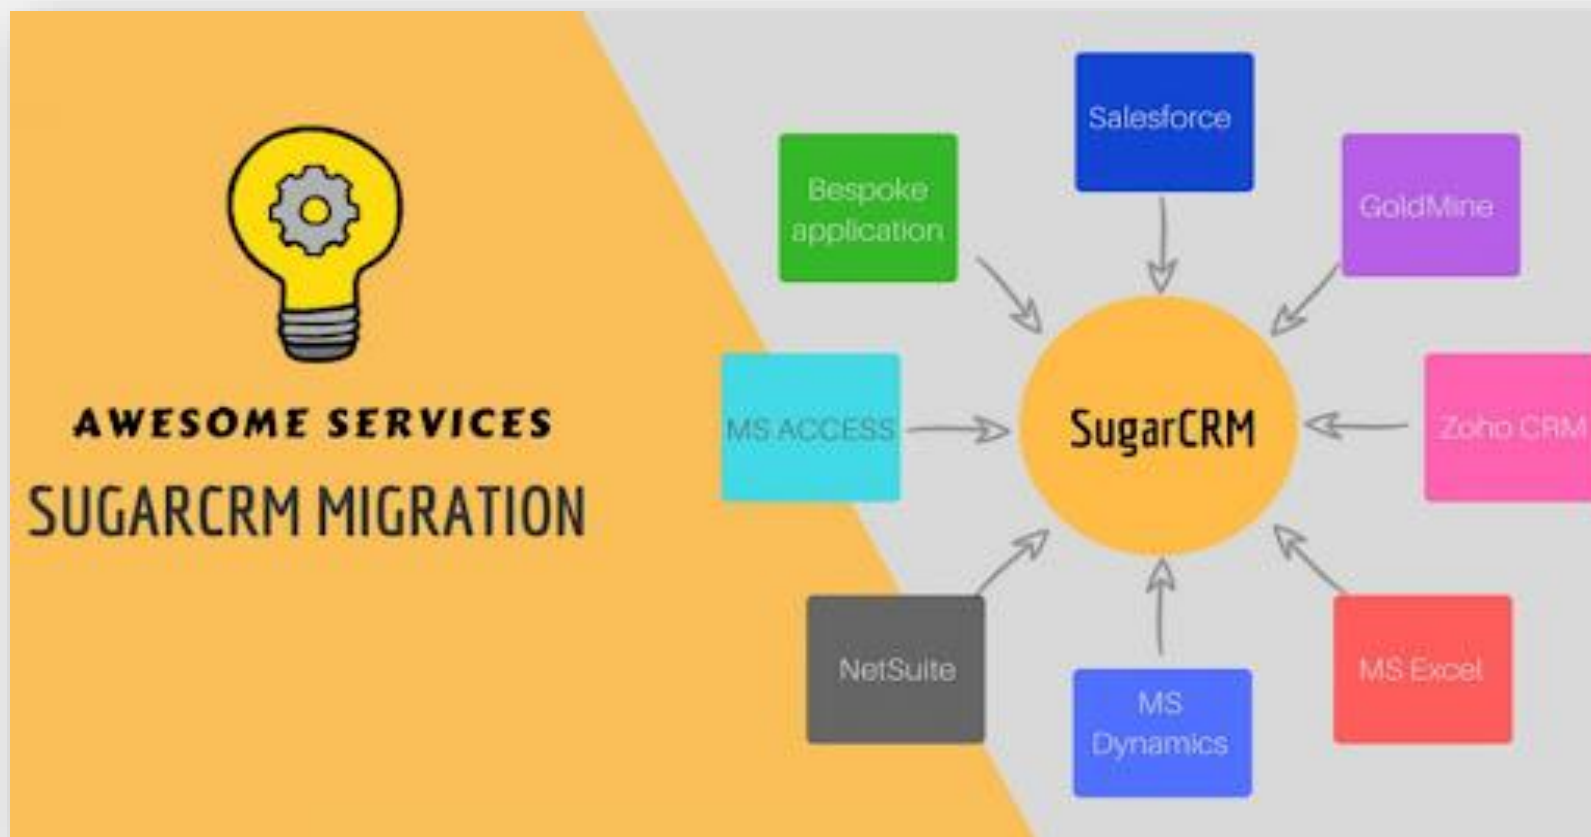 AWESOME SERVICES
SUGARCRM MIGRATION
Salesforce
Bespoke
application
GoldMine
MS ACCESS
SugarCRM
Zoho CRM
NetSuite
MS
Dynamics
MS Excel